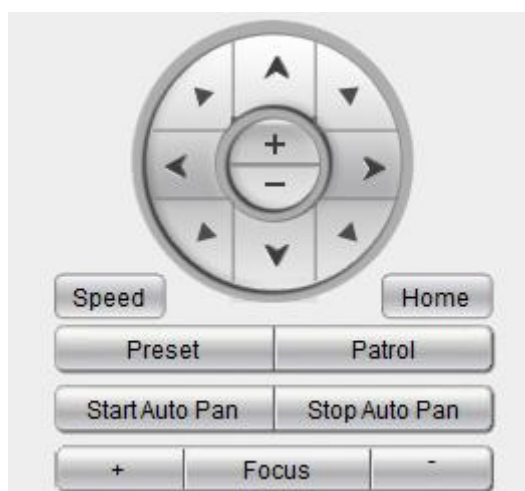 +
−
Speed Home
Preset Patrol
Start Auto Pan Stop Auto Pan
+ Focus -